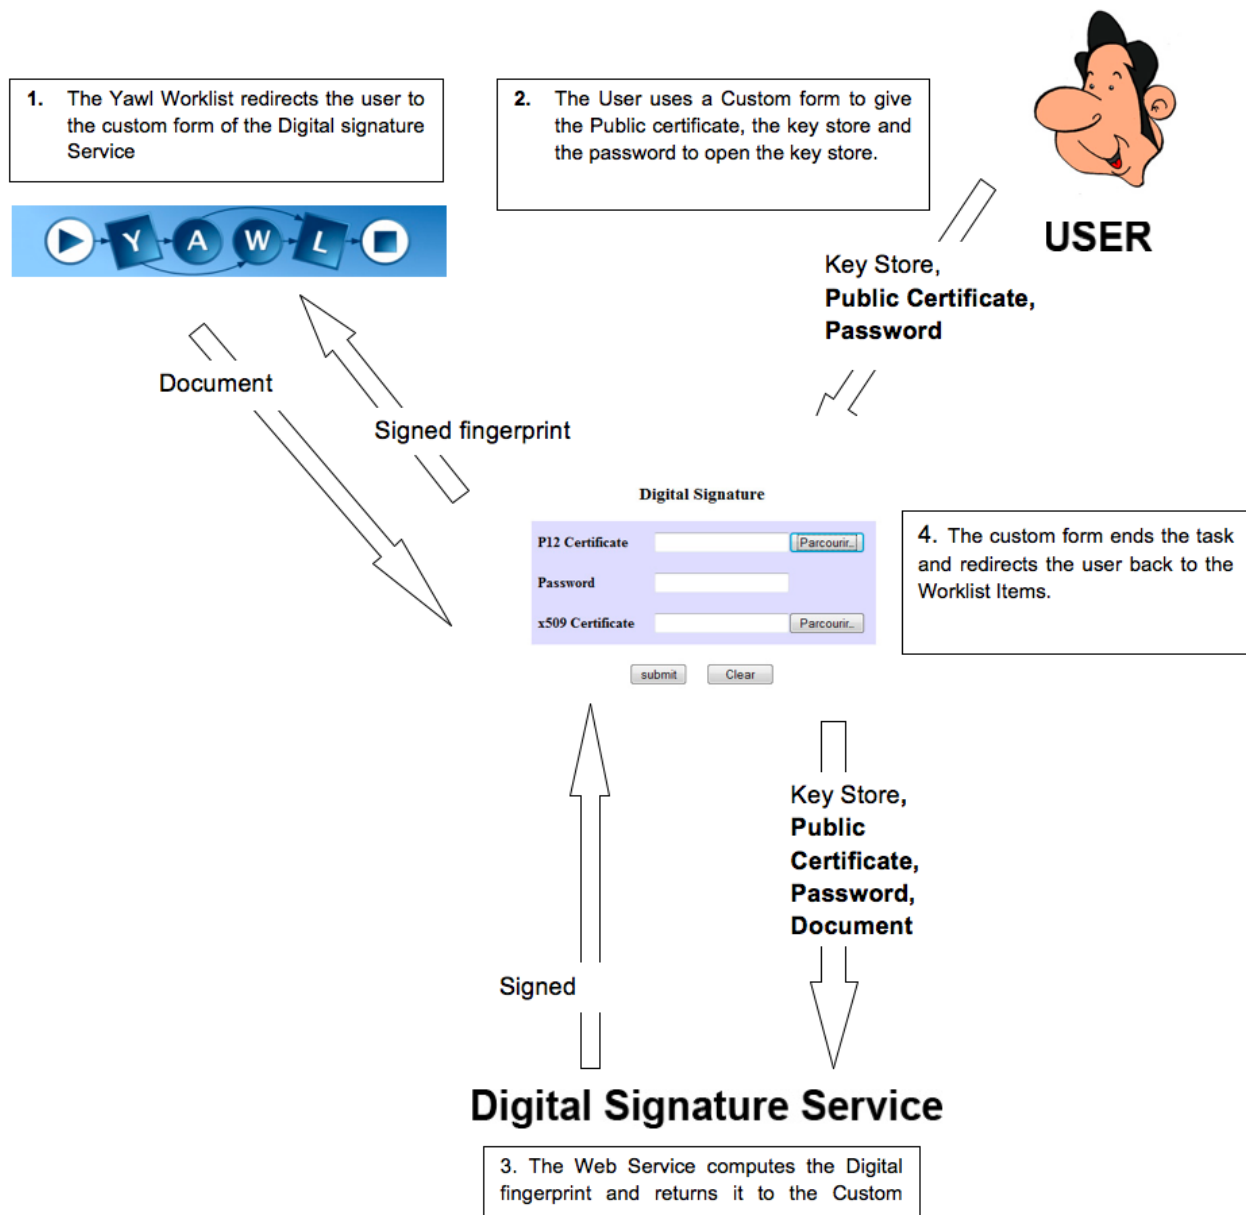 1. The Yawl Worklist redirects the user to
the custom form of the Digital signature
Service
2. The User uses a Custom form to give
the Public certificate, the key store and
the password to open the key store.
YAWL
USER
Key Store,
Public Certificate,
Password
Document
Signed fingerprint
Digital Signature
P12 Certificate Parcourir..
Password
x509 Certificate Parcourir..
submit Clear
4. The custom form ends the task
and redirects the user back to the
Worklist Items.
Key Store,
Public
Certificate,
Password,
Document
Signed
Digital Signature Service
3. The Web Service computes the Digital
fingerprint and returns it to the Custom